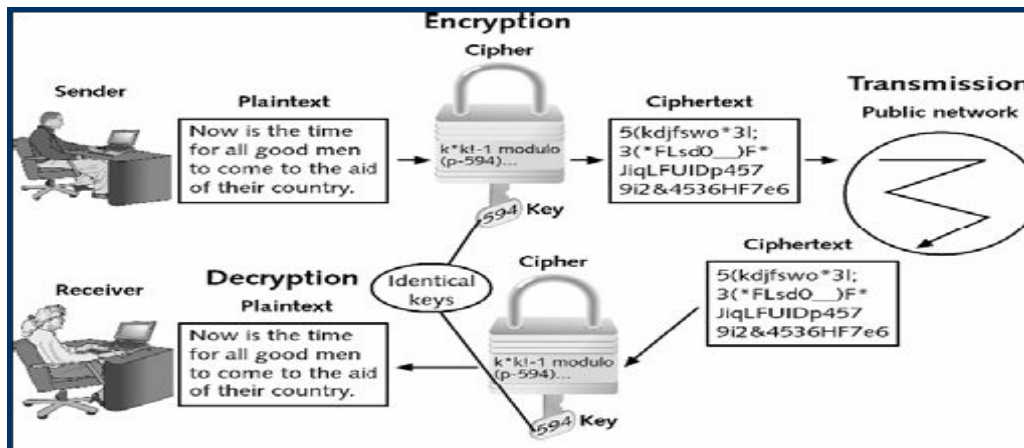 Encryption
Cipher
Sender
Plaintext
Now is the time
for all good men
to come to the aid
of their country.
k*k!-1 modulo
(p-594)...
594 Key
Ciphertext
5(kdjfswo*3l;
3(*FLsdO__)F*
JiqLFUIDp457
9i2&4536HF7e6
Transmission
Public network
Ciphertext
5(kdjfswo*3l;
3(*FLsdO__)F*
JiqLFUIDp457
9i2&4536HF7e6
Identical
keys
Cipher
k*k!-1 modulo
(p-594)...
594 Key
Decryption
Receiver
Plaintext
Now is the time
for all good men
to come to the aid
of their country.